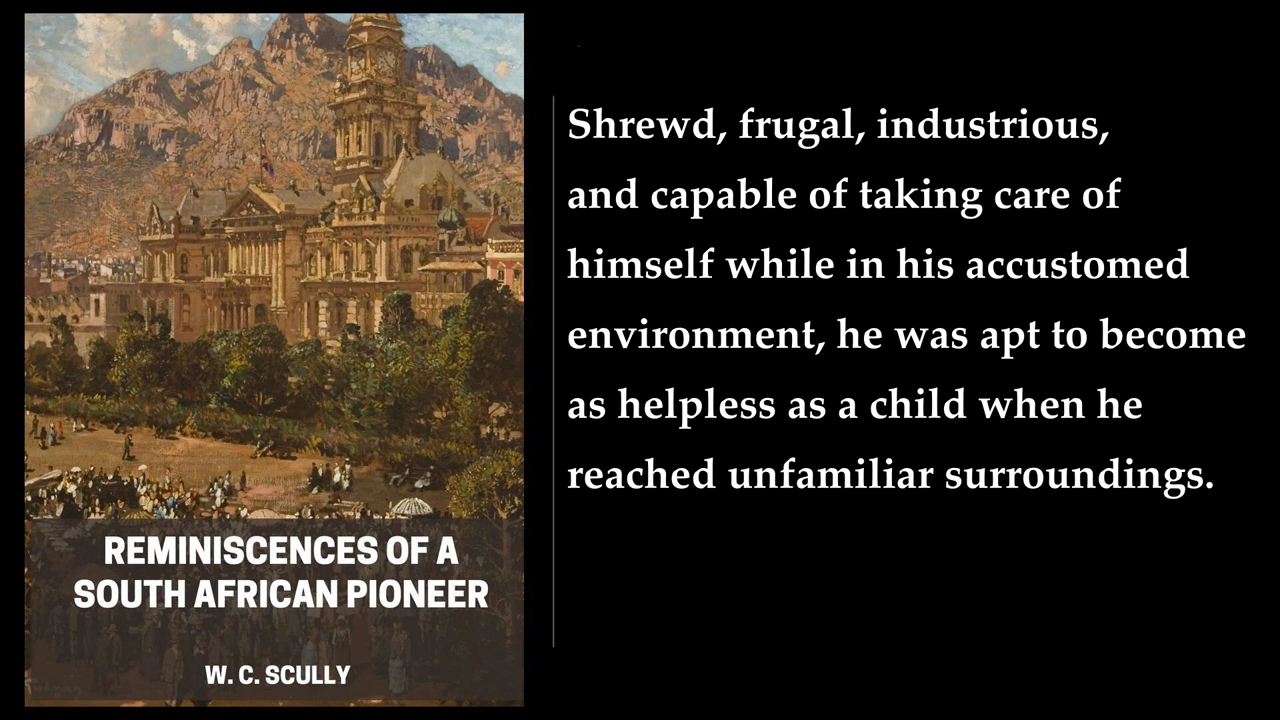 REMINISCENCES OF A
SOUTH AFRICAN PIONEER
W. C. SCULLY
Shrewd, frugal, industrious,
and capable of taking care of
himself while in his accustomed
environment, he was apt to become
as helpless as a child when he
reached unfamiliar surroundings.